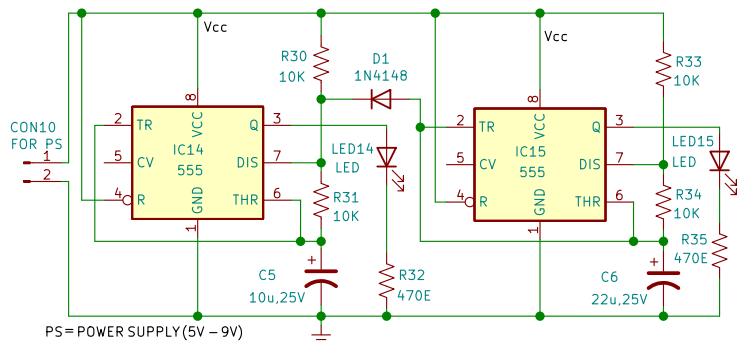 Vcc
Vcc
R30
10K
D1
1N4148
R33
10K
CON10
FOR PS
1
2
8
VCC
2
TR
Q
3
5
CV
IC14
555
DIS
7
4
R
GND
THR
6
1
LED14
LED
R31
10K
8
VCC
2
TR
Q
3
5
CV
IC15
555
DIS
7
4
R
GND
THR
6
1
LED15
LED
R34
10K
+
C5
10u,25V
R32
470E
+
C6
22u,25V
R35
470E
PS=POWER SUPPLY(5V-9V)